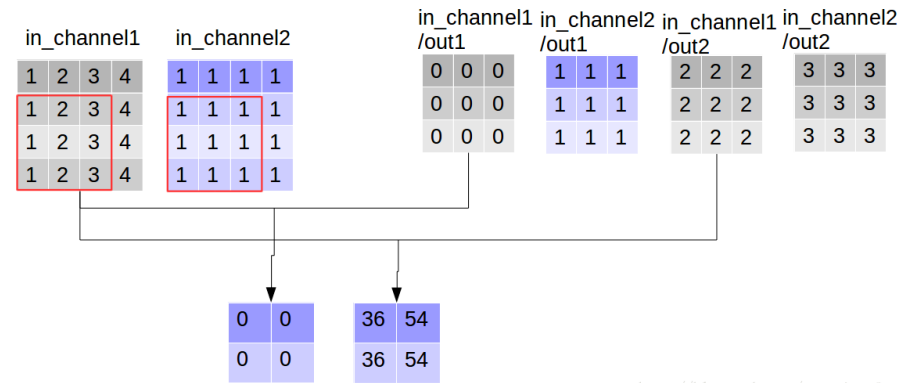 in_channel1 in_channel2 in_channel1 in_channel2 in_channel1 in_channel2
/out1 /out1 /out2 /out2
1 2 3 4 1 1 1 1 0 0 0 1 1 1 2 2 2 3 3 3
1 2 3 4 1 1 1 1 0 0 0 1 1 1 2 2 2 3 3 3
1 2 3 4 1 1 1 1 0 0 0 1 1 1 2 2 2 3 3 3
1 2 3 4 1 1 1 1
0 0 36 54
0 0 36 54